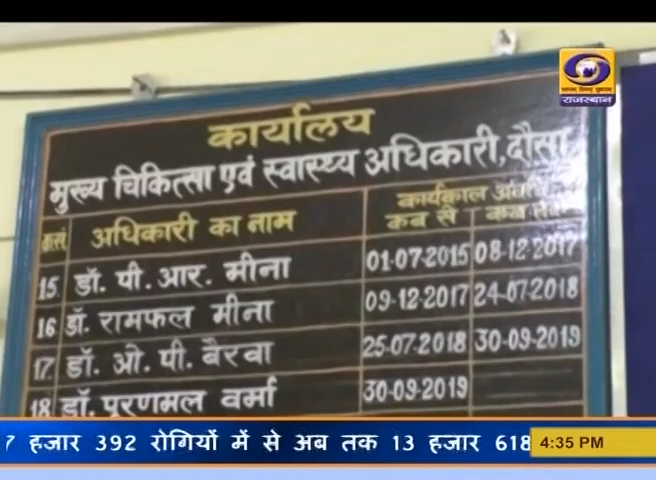 राजस्थान
कार्यालय
मुख्य चिकित्सा एवं स्वास्थ्य अधिकारी, दौसा
क्र.सं. अधिकारी का नाम कार्यकाल
कब से
15. डॉ. पी. आर. मीना 01-07-2015 08-12-2017
16 डॉ. रामफल मीना 09-12-2017 24-07-2018
17. डॉ. ओ. पी. बैरवा 25-07-2018 30-09-2019
18 डॉ. पूरणमल वर्मा 30-09-2019
7 हजार 392 रोगियों में से अब तक 13 हजार 618
4:35 PM